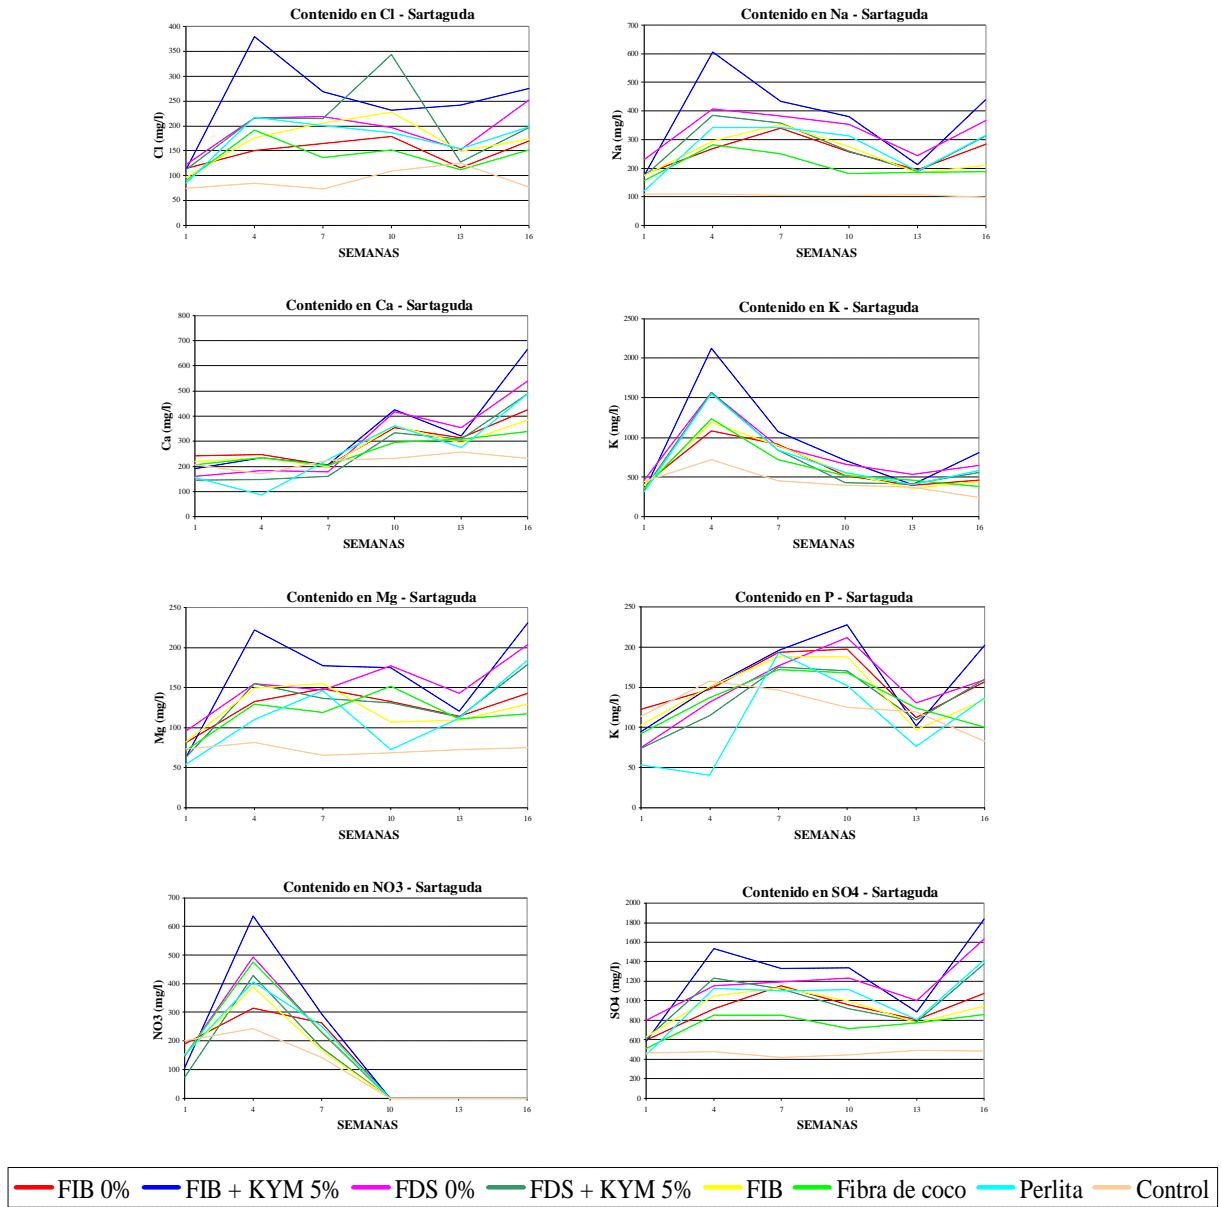 Contenido en Cl - Sartaguda
400
350
300
250
200
150
100
50
0
Cl (mg/l)
1 4 7 10 13 16
SEMANAS
Contenido en Na - Sartaguda
700
600
500
400
300
200
100
0
Na (mg/l)
1 4 7 10 13 16
SEMANAS
Contenido en Ca - Sartaguda
800
700
600
500
400
300
200
100
0
Ca (mg/l)
1 4 7 10 13 16
SEMANAS
Contenido en K - Sartaguda
2500
2000
1500
1000
500
0
K (mg/l)
1 4 7 10 13 16
SEMANAS
Contenido en Mg - Sartaguda
250
200
150
100
50
0
Mg (mg/l)
1 4 7 10 13 16
SEMANAS
Contenido en P - Sartaguda
250
200
150
100
50
0
K (mg/l)
1 4 7 10 13 16
SEMANAS
Contenido en NO3 - Sartaguda
700
600
500
400
300
200
100
0
NO3 (mg/l)
1 4 7 10 13 16
SEMANAS
Contenido en SO4 - Sartaguda
2000
1800
1600
1400
1200
1000
800
600
400
200
0
SO4 (mg/l)
1 4 7 10 13 16
SEMANAS
FIB 0% FIB + KYM 5% FDS 0% FDS + KYM 5% FIB Fibra de coco Perlita Control